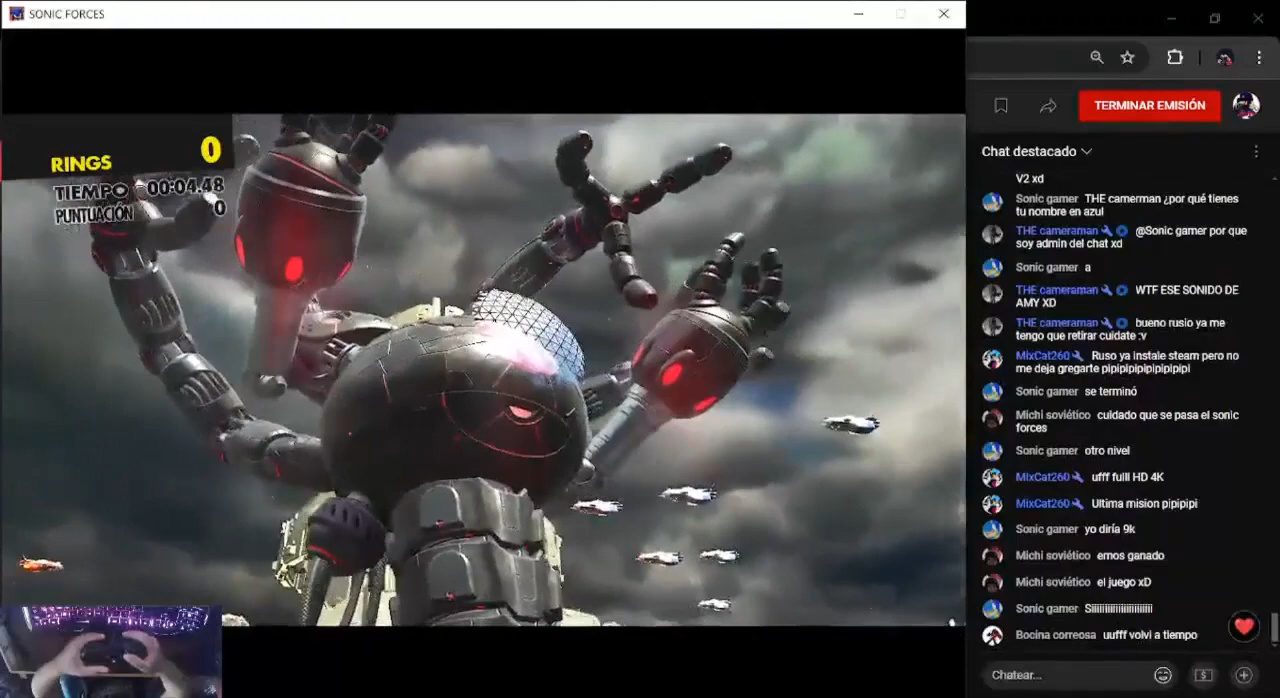 SONIC FORCES
RINGS 0
TIEMPO 00:04.48
PUNTUACIÓN 0
TERMINAR EMISIÓN
Chat destacado
V2 xd
Sonic gamer THE camerman ¿por qué tienes
tu nombre en azul
THE cameraman @Sonic gamer por que
soy admin del chat xd
Sonic gamer a
THE cameraman WTF ESE SONIDO DE
AMY XD
THE cameraman bueno rusio ya me
tengo que retirar cuidate :v
MixCat260 Ruso ya instale steam pero no
me deja gregarte pipipipipipipipipi
Sonic gamer se terminó
Michi soviético cuidado que se pasa el sonic
forces
Sonic gamer otro nivel
MixCat260 ufff fulll HD 4K
MixCat260 Ultima mision pipipipi
Sonic gamer yo diría 9k
Michi soviético emos ganado
Michi soviético el juego xD
Sonic gamer Siiiiiiiiiiiiiiiiiiiiiiiii
Bocina correosa uufff volvi a tiempo
Chatear...